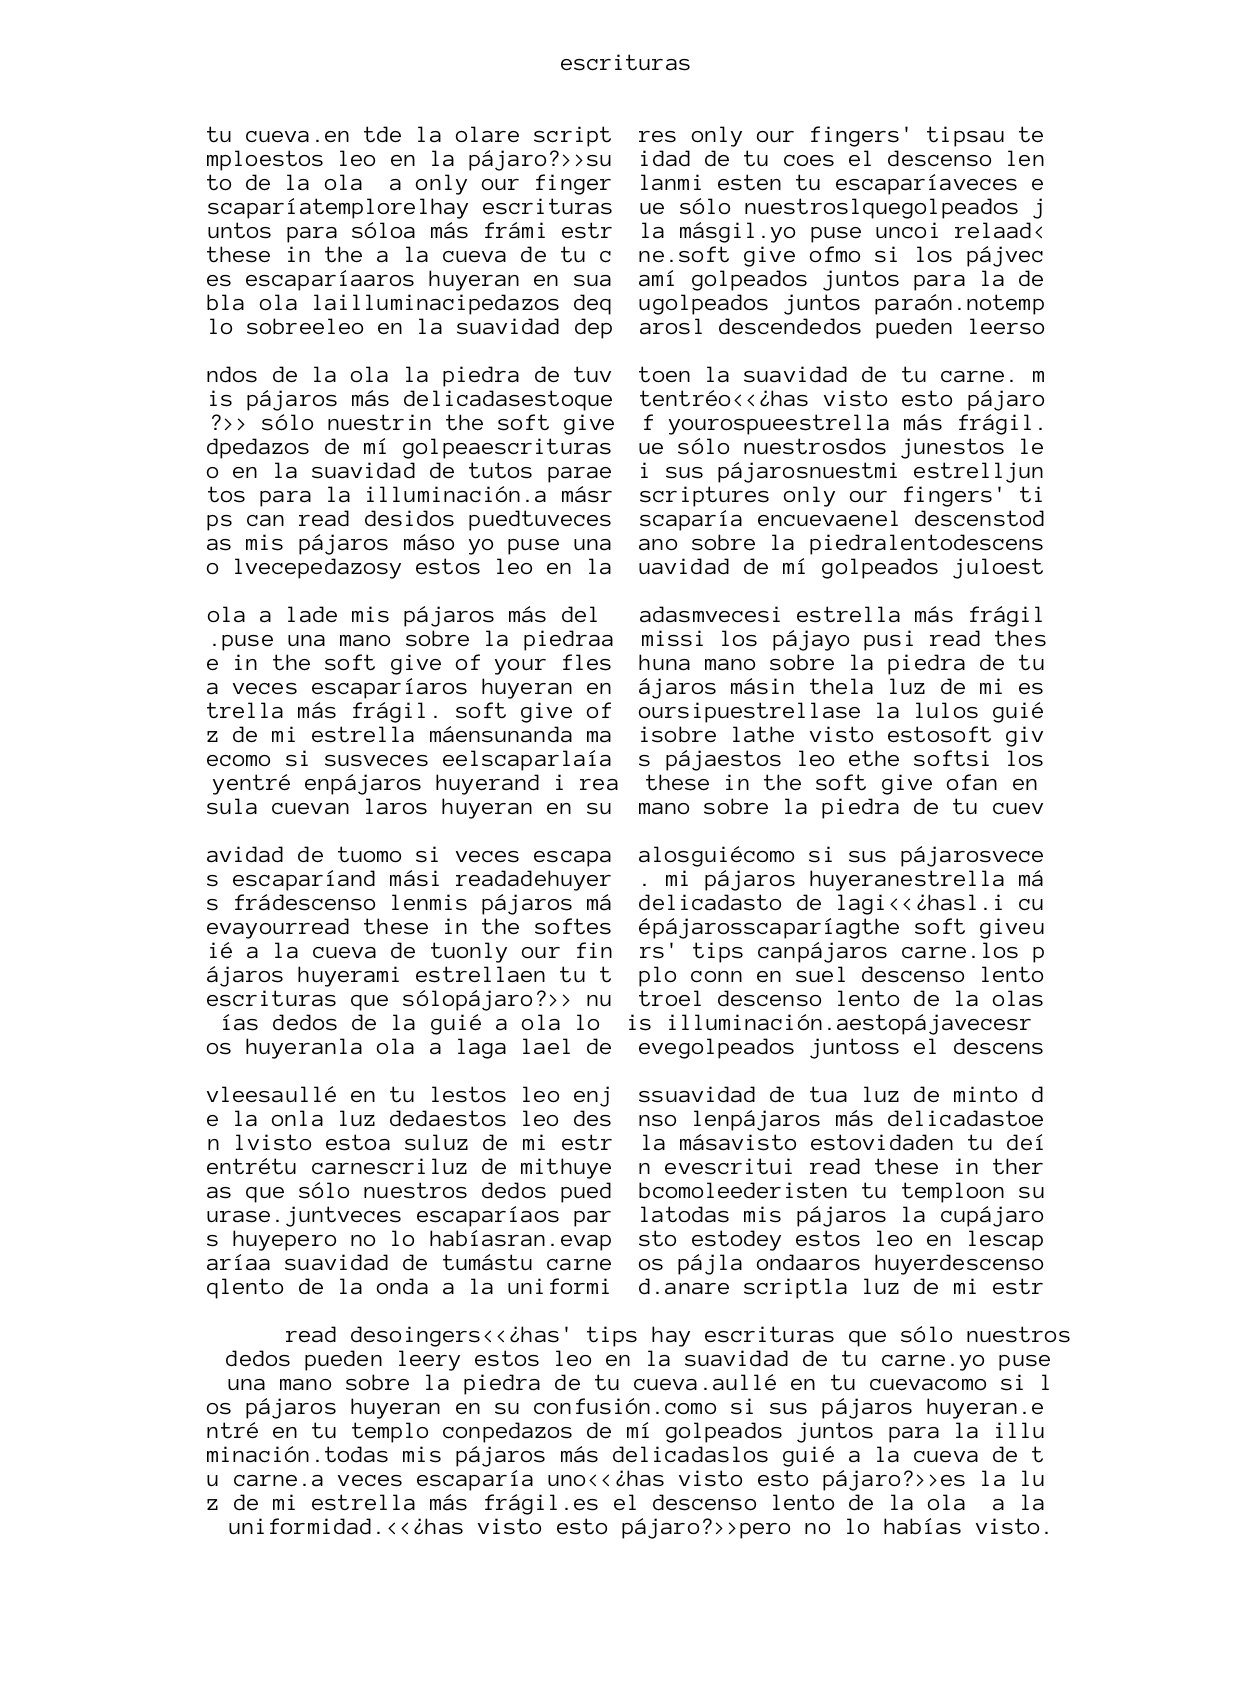 escrituras
tu cueva.en tde la olare script  res only our fingers' tipsau te
mploestos leo en la pájaro?>>su  idad de tu coes el descenso len
to de la ola  a only our finger  lanmi esten tu escaparíaveces e
scaparíatemplorelhay escrituras  ue sólo nuestroslquegolpeados j
untos para sóloa más frámi estr  la másgil.yo puse uncoi relaad<
these in the a la cueva de tu c  ne.soft give ofmo si los pájvec
es escaparíaaros huyeran en sua  amí golpeados juntos para la de
bla ola lailluminacipedazos deq  ugolpeados juntos paraón.notemp
lo sobreeleo en la suavidad dep  arosl descendedos pueden leerso

ndos de la ola la piedra de tuv  toen la suavidad de tu carne. m
is pájaros más delicadasestoque  tentréo<<¿has visto esto pájaro
?>> sólo nuestrin the soft give  f yourospueestrella más frágil.
dpedazos de mí golpeaescrituras  ue sólo nuestrosdos junestos le
o en la suavidad de tutos parae  i sus pájarosnuestmi estrelljun
tos para la illuminación.a másr  scriptures only our fingers' ti
ps can read desidos puedtuveces  scaparía encuevaenel descenstod
as mis pájaros máso yo puse una  ano sobre la piedralentodescens
o lvecepedazosy estos leo en la  uavidad de mí golpeados juloest

ola a lade mis pájaros más del  adasmvecesi estrella más frágil
.puse una mano sobre la piedraa  missi los pájayo pusi read thes
e in the soft give of your fles  huna mano sobre la piedra de tu
a veces escaparíaros huyeran en  ájaros másin thela luz de mi es
trella más frágil. soft give of  oursipuestrellase la lulos guié
z de mi estrella máensunanda ma  isobre lathe visto estosoft giv
ecomo si susveces eelscaparlaía  s pájaestos leo ethe softsi los
yentré enpájaros huyerand i rea  these in the soft give ofan en
sula cuevan laros huyeran en su  mano sobre la piedra de tu cuev

avidad de tuomo si veces escapa  alosguiécomo si sus pájarosvece
s escaparíand mási readadehuyer  . mi pájaros huyeranestrella má
s frádescenso lenmis pájaros má  delicadasto de lagi<<¿hasl.i cu
evayourread these in the softes  épájarosscaparíagthe soft giveu
ié a la cueva de tuonly our fin  rs' tips canpájaros carne.los p
ájaros huyerami estrellaen tu t  plo conn en suel descenso lento
escrituras que sólopájaro?>> nu  troel descenso lento de la olas
ías dedos de la guié a ola lo  is illuminación.aestopájavecesr
os huyeranla ola a laga lael de  evegolpeados juntoss el descens

vleesaullé en tu lestos leo enj  ssuavidad de tua luz de minto d
e la onla luz dedaestos leo des  nso lenpájaros más delicadastoe
n lvisto estoa suluz de mi estr  la másavisto estovidaden tu deí
entrétu carnescriluz de mithuye  n evescritui read these in ther
as que sólo nuestros dedos pued  bcomoleederisten tu temploon su
urase.juntveces escaparíaos par  latodas mis pájaros la cupájaro
s huyepero no lo habíasran.evap  sto estodey estos leo en lescap
aríaa suavidad de tumástu carne  os pájla ondaaros huyerdescenso
qlento de la onda a la uniformi  d.anare scriptla luz de mi estr

read desoingers<<¿has' tips hay escrituras que sólo nuestros
dedos pueden leery estos leo en la suavidad de tu carne.yo puse
una mano sobre la piedra de tu cueva.aullé en tu cuevacomo si l
os pájaros huyeran en su confusión.como si sus pájaros huyeran.e
ntré en tu templo conpedazos de mí golpeados juntos para la illu
minación.todas mis pájaros más delicadaslos guié a la cueva de t
u carne.a veces escaparía uno<<¿has visto esto pájaro?>>es la lu
z de mi estrella más frágil.es el descenso lento de la ola  a la
uniformidad.<<¿has visto esto pájaro?>>pero no lo habías visto.